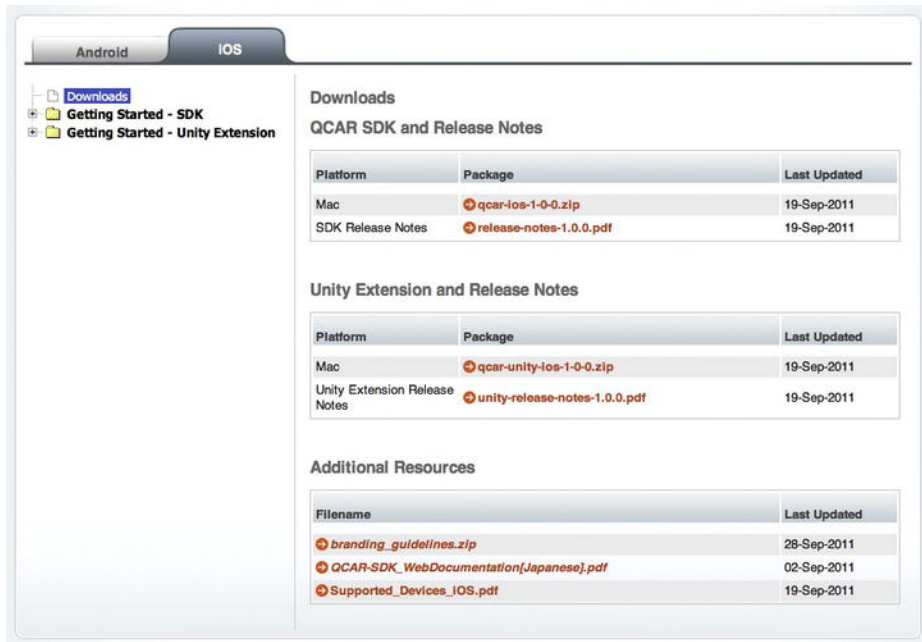 Android
iOS
Downloads
Getting Started - SDK
Getting Started - Unity Extension
Downloads
QCAR SDK and Release Notes
Platform Package Last Updated
Mac qcar-ios-1-0-0.zip 19-Sep-2011
SDK Release Notes release-notes-1.0.0.pdf 19-Sep-2011
Unity Extension and Release Notes
Platform Package Last Updated
Mac qcar-unity-ios-1-0-0.zip 19-Sep-2011
Unity Extension Release
Notes unity-release-notes-1.0.0.pdf 19-Sep-2011
Additional Resources
Filename Last Updated
branding_guidelines.zip 28-Sep-2011
QCAR-SDK_WebDocumentation[Japanese].pdf 02-Sep-2011
Supported_Devices_iOS.pdf 19-Sep-2011